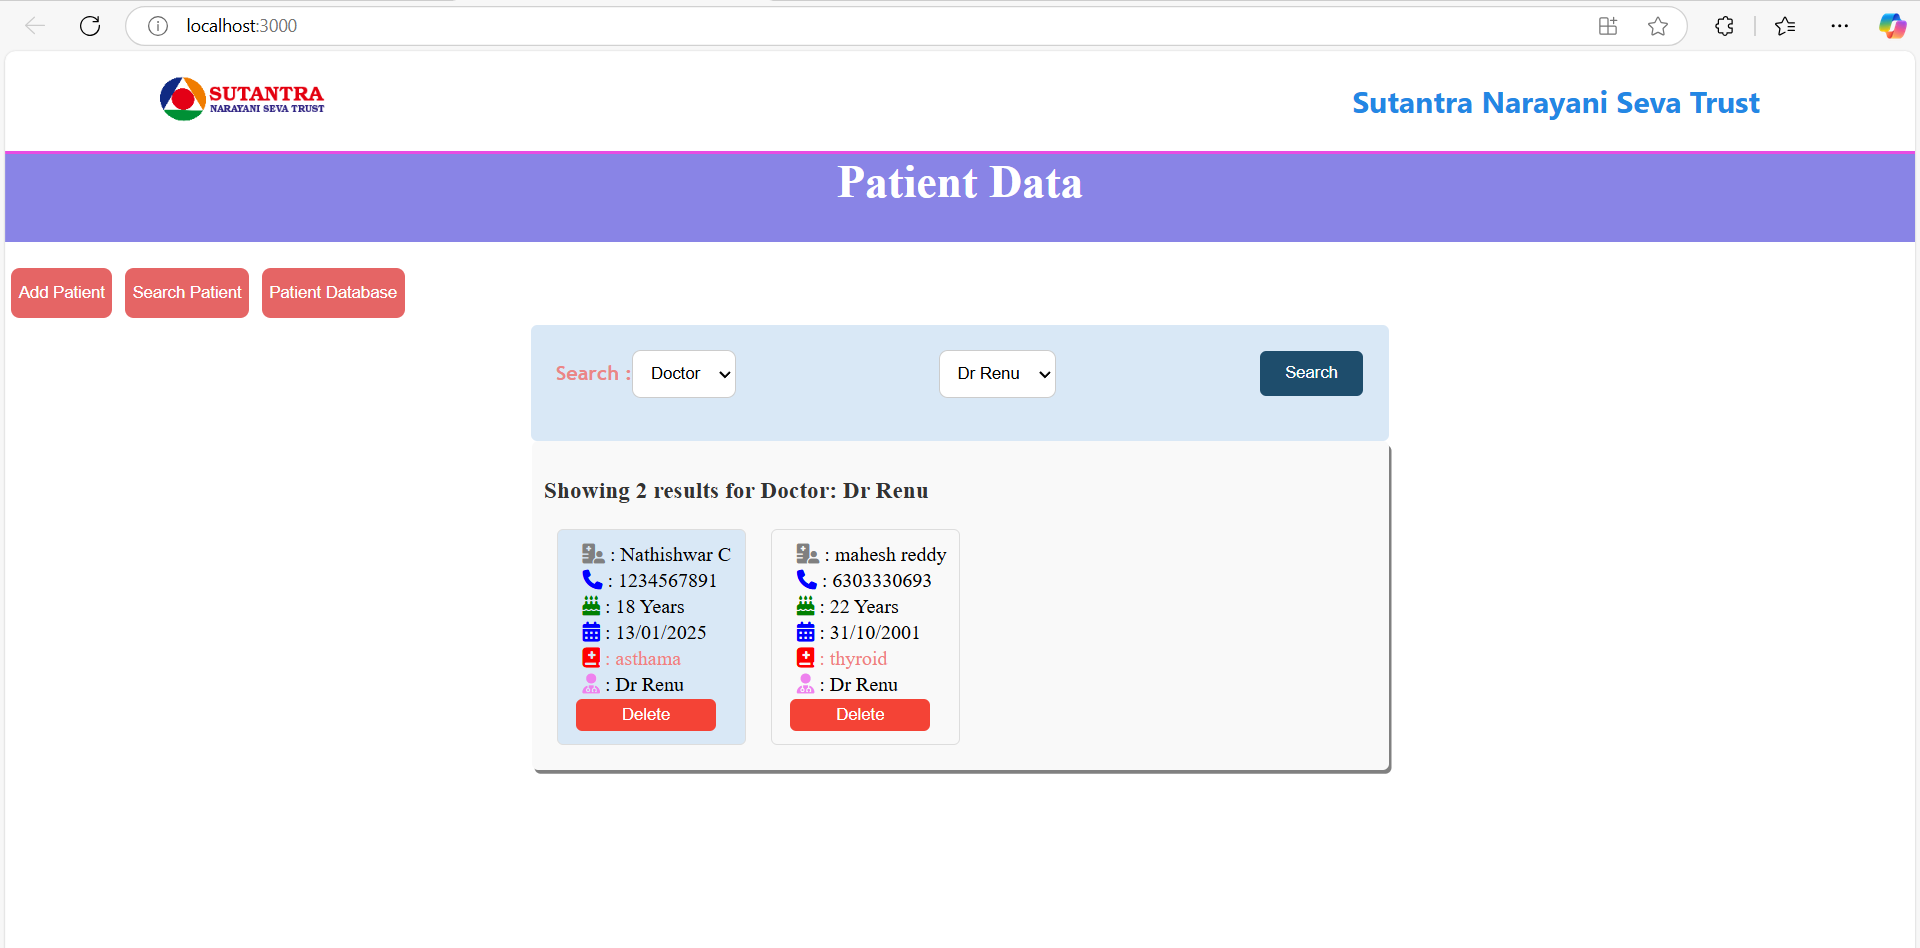 localhost:3000
SUTANTRA
NARAYANI SEVA TRUST
Sutantra Narayani Seva Trust
Patient Data
Add Patient Search Patient Patient Database
Search : Doctor Dr Renu Search
Showing 2 results for Doctor: Dr Renu
: Nathishwar C
: 1234567891
: 18 Years
: 13/01/2025
: asthama
: Dr Renu
Delete
: mahesh reddy
: 6303330693
: 22 Years
: 31/10/2001
: thyroid
: Dr Renu
Delete